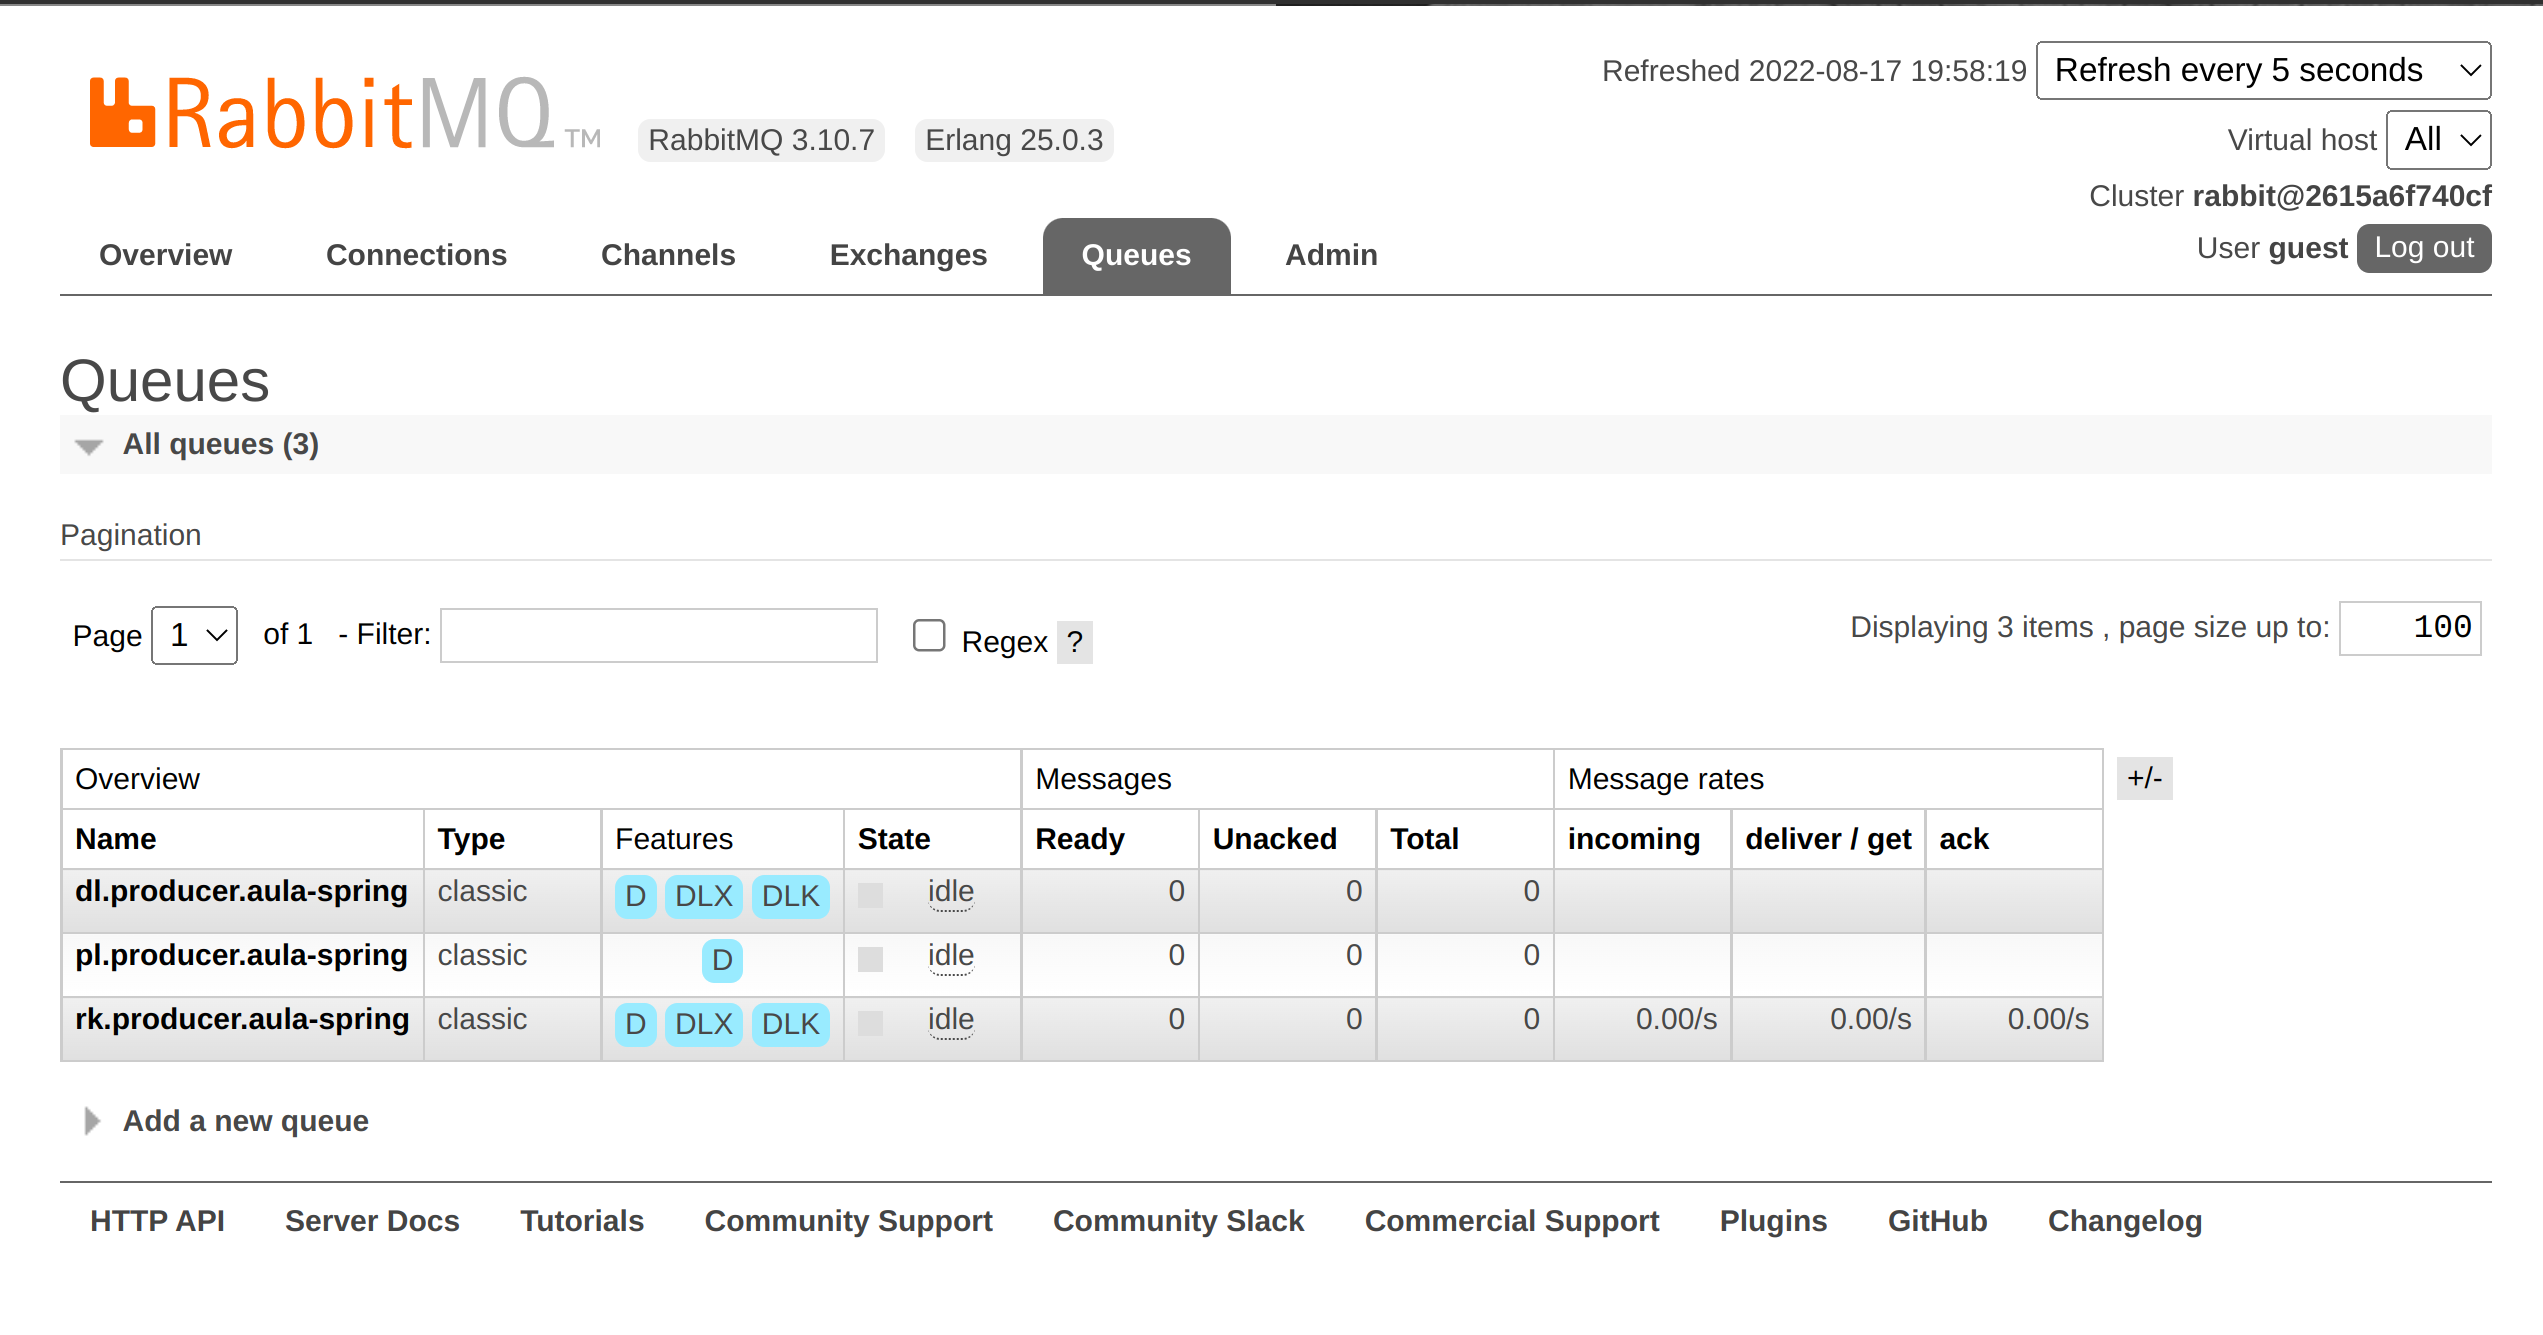 Refreshed 2022-08-17 19:58:19 Refresh every 5 seconds
RabbitMQ TM RabbitMQ 3.10.7 Erlang 25.0.3
Virtual host All
Cluster rabbit@2615a6f740cf
User guest Log out
Overview Connections Channels Exchanges Queues Admin
Queues
All queues (3)
Pagination
Page 1 of 1 - Filter: Regex ? Displaying 3 items , page size up to: 100
Overview Messages Message rates +/-
Name Type Features State Ready Unacked Total incoming deliver / get ack
dl.producer.aula-spring classic D DLX DLK idle 0 0 0
pl.producer.aula-spring classic D idle 0 0 0
rk.producer.aula-spring classic D DLX DLK idle 0 0 0 0.00/s 0.00/s 0.00/s
Add a new queue
HTTP API Server Docs Tutorials Community Support Community Slack Commercial Support Plugins GitHub Changelog